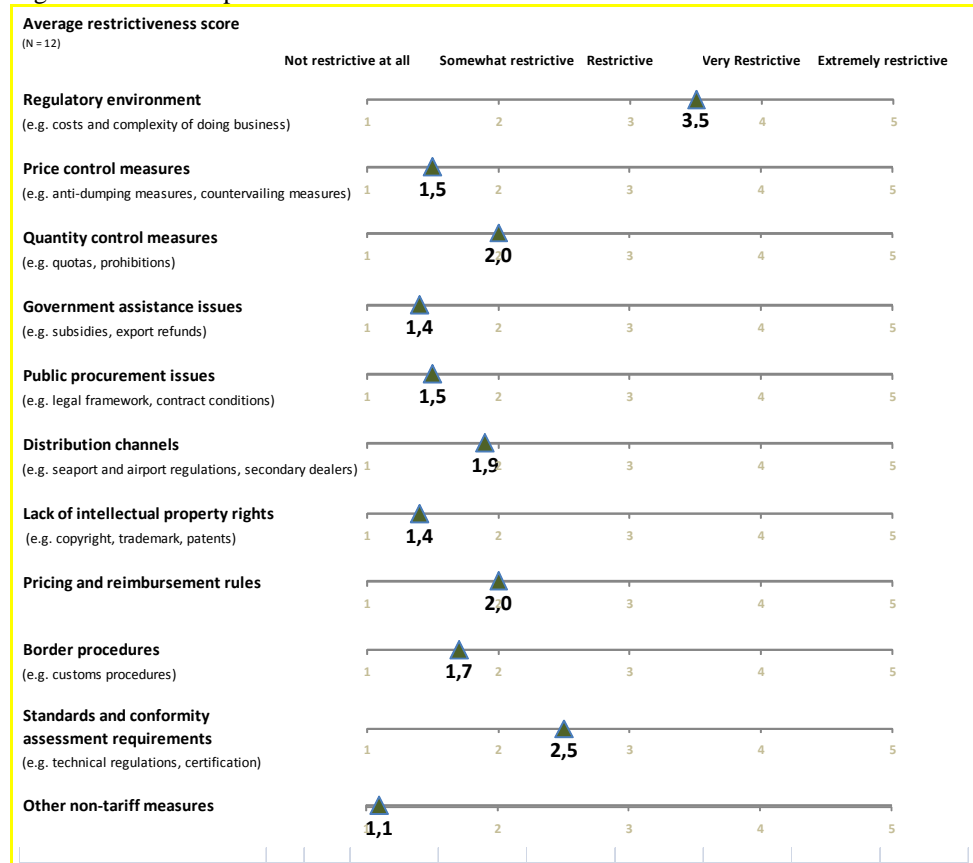 Average restrictiveness score
(N = 12)
Not restrictive at all Somewhat restrictive Restrictive Very Restrictive Extremely restrictive
Regulatory environment
(e.g. costs and complexity of doing business)
1 2 3 4 5
3,5
Price control measures
(e.g. anti-dumping measures, countervailing measures)
1 2 3 4 5
1,5
Quantity control measures
(e.g. quotas, prohibitions)
1 2 3 4 5
2,0
Government assistance issues
(e.g. subsidies, export refunds)
1 2 3 4 5
1,4
Public procurement issues
(e.g. legal framework, contract conditions)
1 2 3 4 5
1,5
Distribution channels
(e.g. seaport and airport regulations, secondary dealers)
1 2 3 4 5
1,9
Lack of intellectual property rights
(e.g. copyright, trademark, patents)
1 2 3 4 5
1,4
Pricing and reimbursement rules
1 2 3 4 5
2,0
Border procedures
(e.g. customs procedures)
1 2 3 4 5
1,7
Standards and conformity
assessment requirements
(e.g. technical regulations, certification)
1 2 3 4 5
2,5
Other non-tariff measures
1 2 3 4 5
1,1